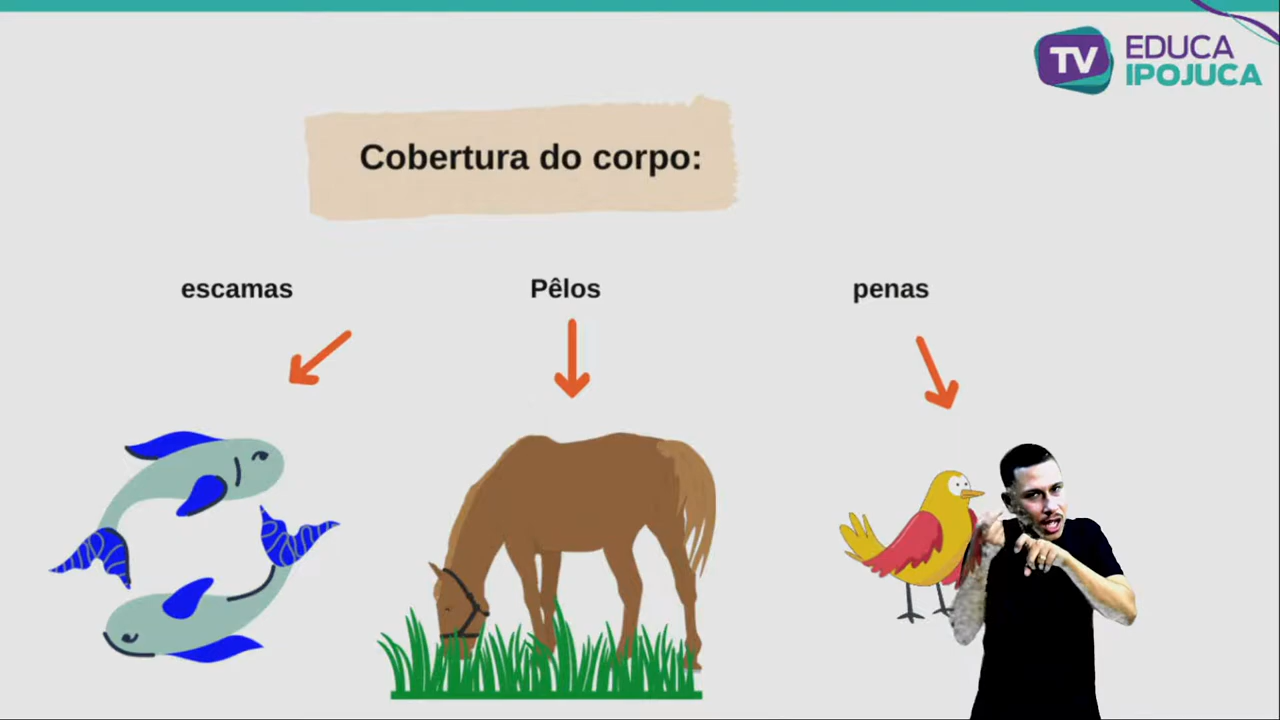 TV EDUCA
IPOJUCA
Cobertura do corpo:
escamas
Pêlos
penas